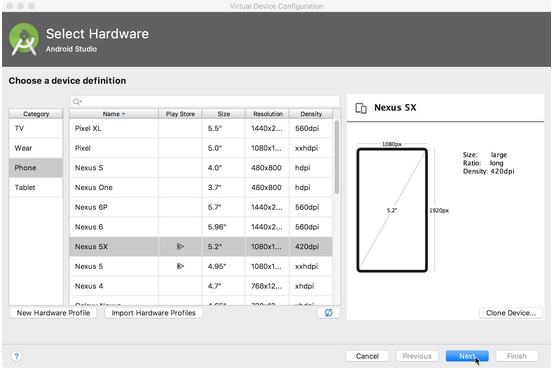 Virtual Device Configuration
Select Hardware
Android Studio
Choose a device definition
Category
TV
Wear
Phone
Tablet
Name Play Store Size Resolution Density
Pixel XL 5.5" 1440x2... 560dpi
Pixel 5.0" 1080x1... xxhdpi
Nexus S 4.0" 480x800 hdpi
Nexus One 3.7" 480x800 hdpi
Nexus 6P 5.7" 1440x2... 560dpi
Nexus 6 5.96" 1440x2... 560dpi
Nexus 5X 5.2" 1080x1... 420dpi
Nexus 5 4.95" 1080x1... xxhdpi
Nexus 4 4.7" 768x12... xhdpi
New Hardware Profile Import Hardware Profiles
Nexus 5X
1080px
5.2"
1920px
Size: large
Ratio: long
Density: 420dpi
Clone Device...
? Cancel Previous Next Finish